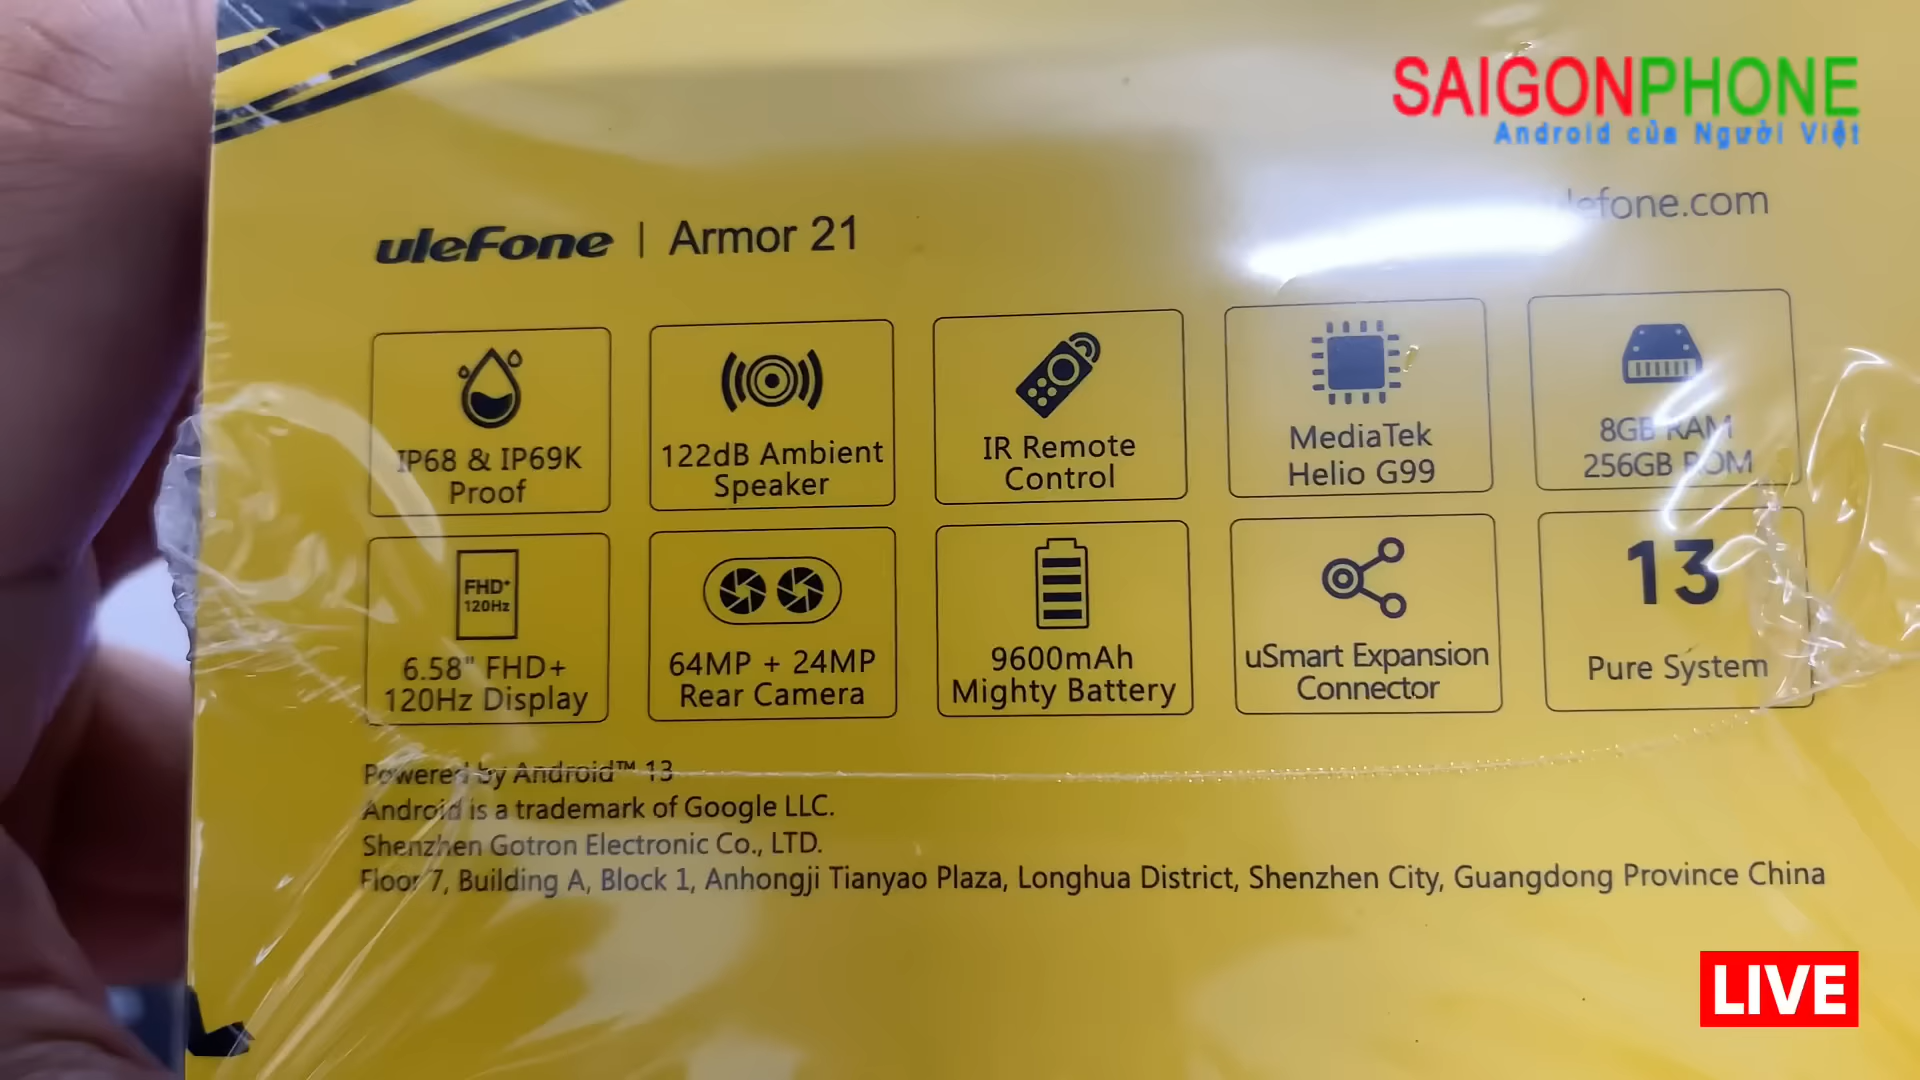 SAIGONPHONE
Android của Người Việt
lefone.com
uleFone | Armor 21
IP68 & IP69K
Proof
122dB Ambient
Speaker
IR Remote
Control
MediaTek
Helio G99
8GB RAM
256GB ROM
FHD+
120Hz
6.58" FHD+
120Hz Display
64MP + 24MP
Rear Camera
9600mAh
Mighty Battery
uSmart Expansion
Connector
13
Pure System
Powered by Android™ 13
Android is a trademark of Google LLC.
Shenzhen Gotron Electronic Co., LTD.
Floor 7, Building A, Block 1, Anhongji Tianyao Plaza, Longhua District, Shenzhen City, Guangdong Province China
LIVE